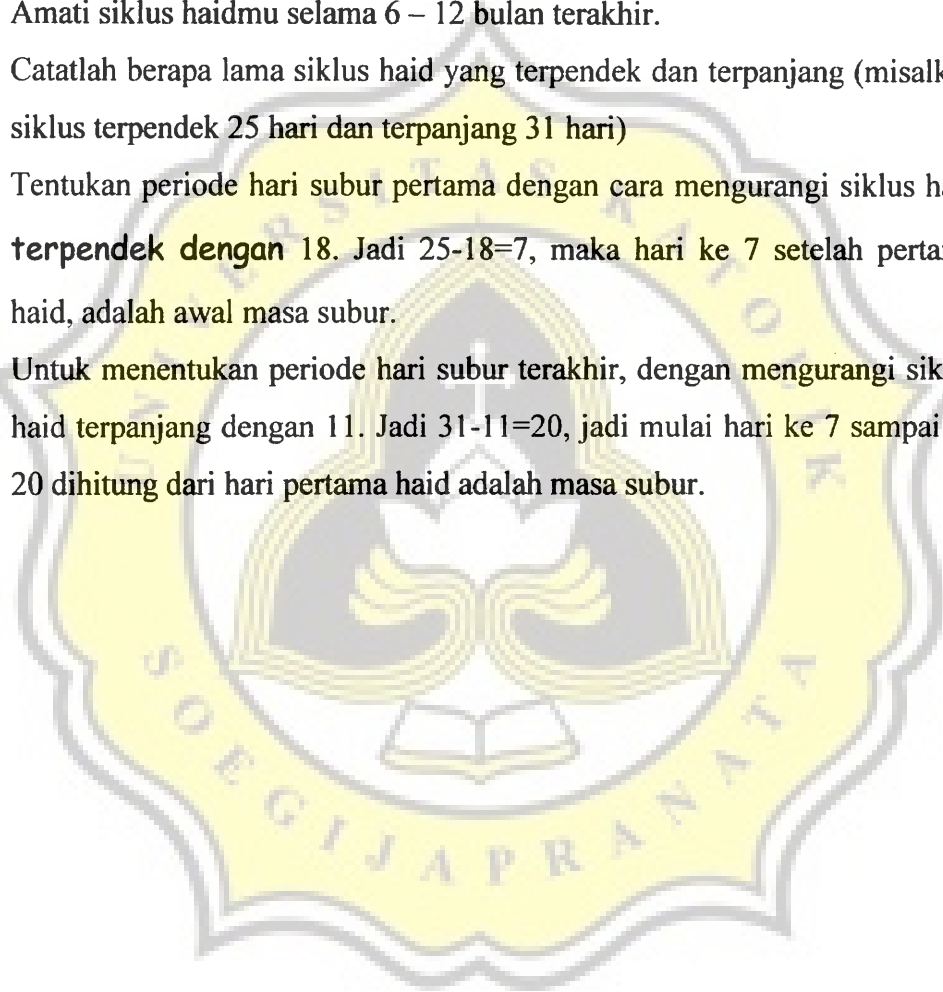 Amati siklus haidmu selama 6 – 12 bulan terakhir.
Catatlah berapa lama siklus haid yang terpendek dan terpanjang (misalk
siklus terpendek 25 hari dan terpanjang 31 hari)
Tentukan periode hari subur pertama dengan cara mengurangi siklus ha
terpendek dengan 18. Jadi 25-18=7, maka hari ke 7 setelah perta
haid, adalah awal masa subur.
Untuk menentukan periode hari subur terakhir, dengan mengurangi sik
haid terpanjang dengan 11. Jadi 31-11=20, jadi mulai hari ke 7 sampai
20 dihitung dari hari pertama haid adalah masa subur.
UNIVERSITAS KATOLIK
SOEGIJAPRANATA